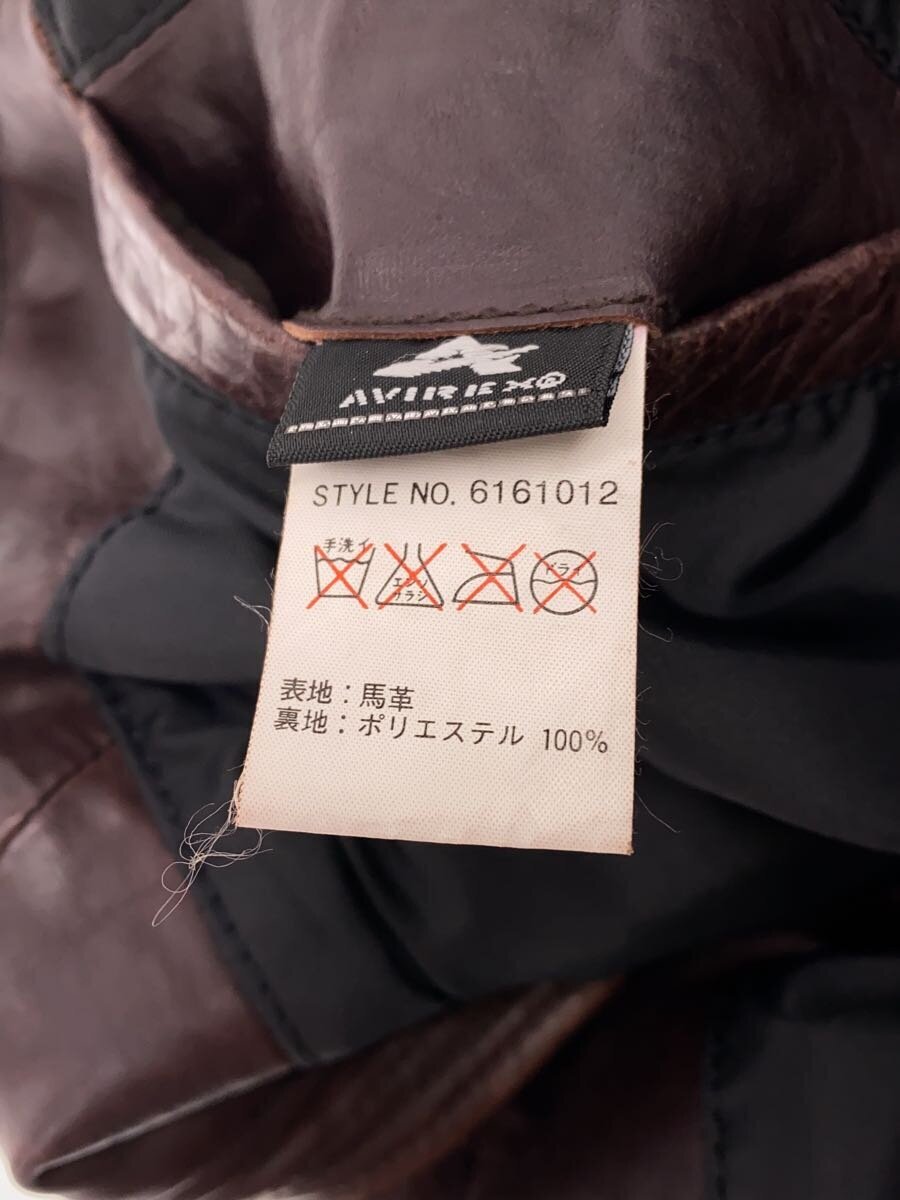 AVIREX®
STYLE NO. 6161012
手洗イ
エンソ
サラシ
ドライ
表地：馬革
裏地：ポリエステル 100%